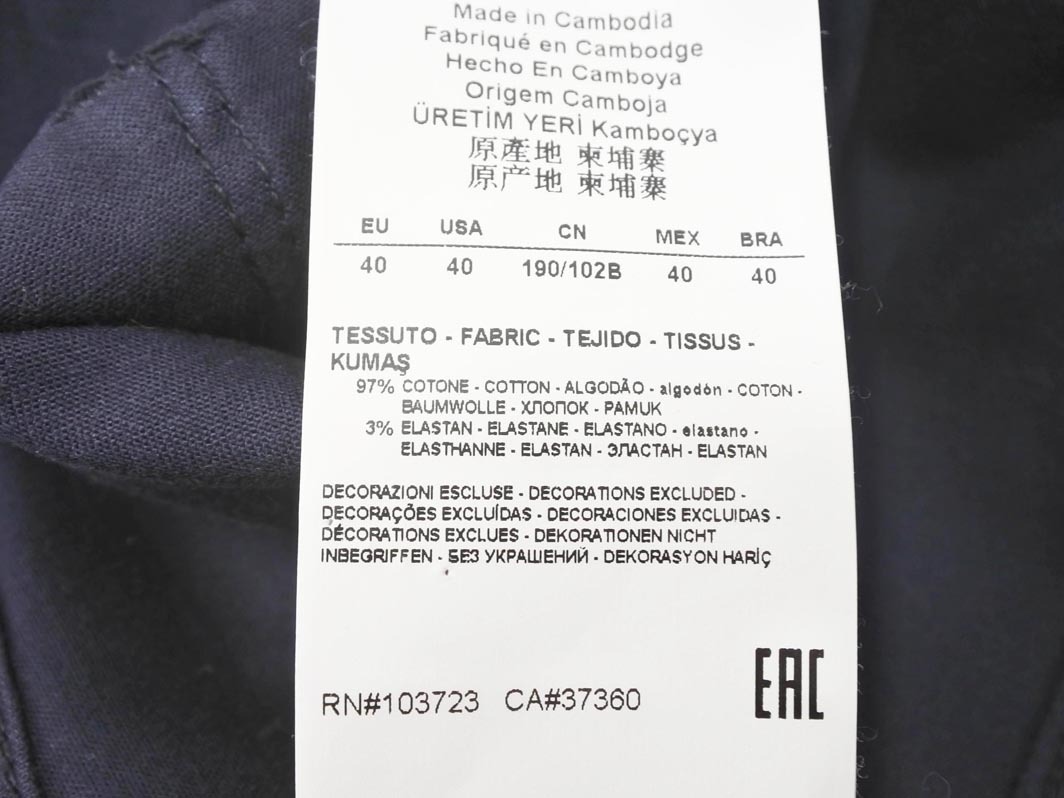 Made in Cambodia
Fabriqué en Cambodge
Hecho En Camboya
Origem Camboja
ÜRETİM YERİ Kamboçya
原產地 柬埔寨
原产地 柬埔寨
EU USA CN MEX BRA
40 40 190/102B 40 40
TESSUTO - FABRIC - TEJIDO - TISSUS -
KUMAŞ
97% COTONE - COTTON - ALGODÃO - algodón - COTON -
BAUMWOLLE - ХЛОПОК - PAMUK
3% ELASTAN - ELASTANE - ELASTANO - elastano -
ELASTHANNE - ELASTAN - ЭЛАСТАН - ELASTAN
DECORAZIONI ESCLUSE - DECORATIONS EXCLUDED -
DECORAÇÕES EXCLUÍDAS - DECORACIONES EXCLUIDAS -
DÉCORATIONS EXCLUES - DEKORATIONEN NICHT
INBEGRIFFEN - БЕЗ УКРАШЕНИЙ - DEKORASYON HARİÇ
RN#103723 CA#37360
EAC